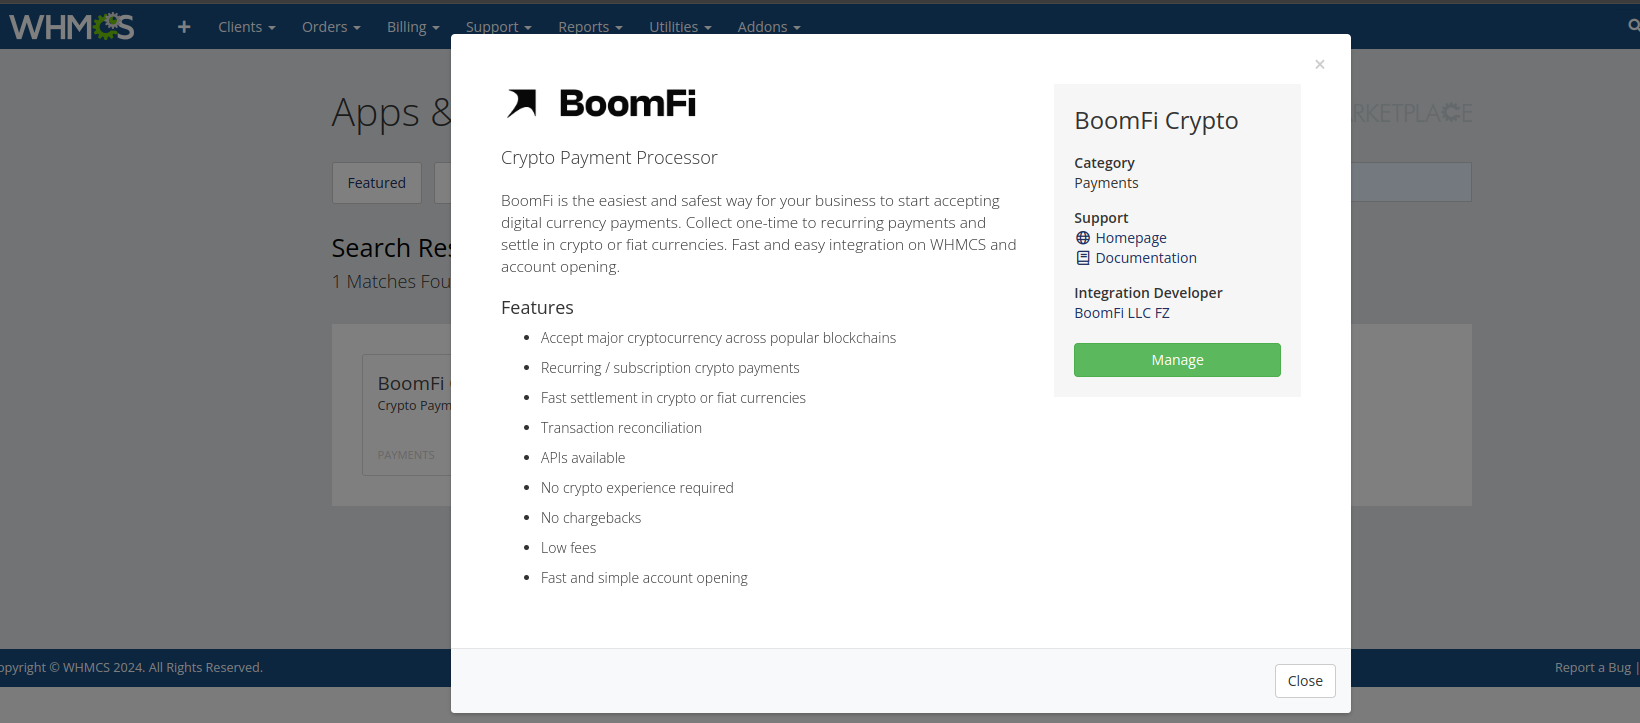 WHMCS
Clients
Orders
Billing
Support
Reports
Utilities
Addons
Apps &
RKETPLACE
Featured
Search Res
1 Matches Fou
BoomFi
Crypto Paym
PAYMENTS
×
BoomFi
Crypto Payment Processor
BoomFi is the easiest and safest way for your business to start accepting
digital currency payments. Collect one-time to recurring payments and
settle in crypto or fiat currencies. Fast and easy integration on WHMCS and
account opening.
Features
• Accept major cryptocurrency across popular blockchains
• Recurring / subscription crypto payments
• Fast settlement in crypto or fiat currencies
• Transaction reconciliation
• APIs available
• No crypto experience required
• No chargebacks
• Low fees
• Fast and simple account opening
BoomFi Crypto
Category
Payments
Support
Homepage
Documentation
Integration Developer
BoomFi LLC FZ
Manage
Close
opyright © WHMCS 2024. All Rights Reserved.
Report a Bug |